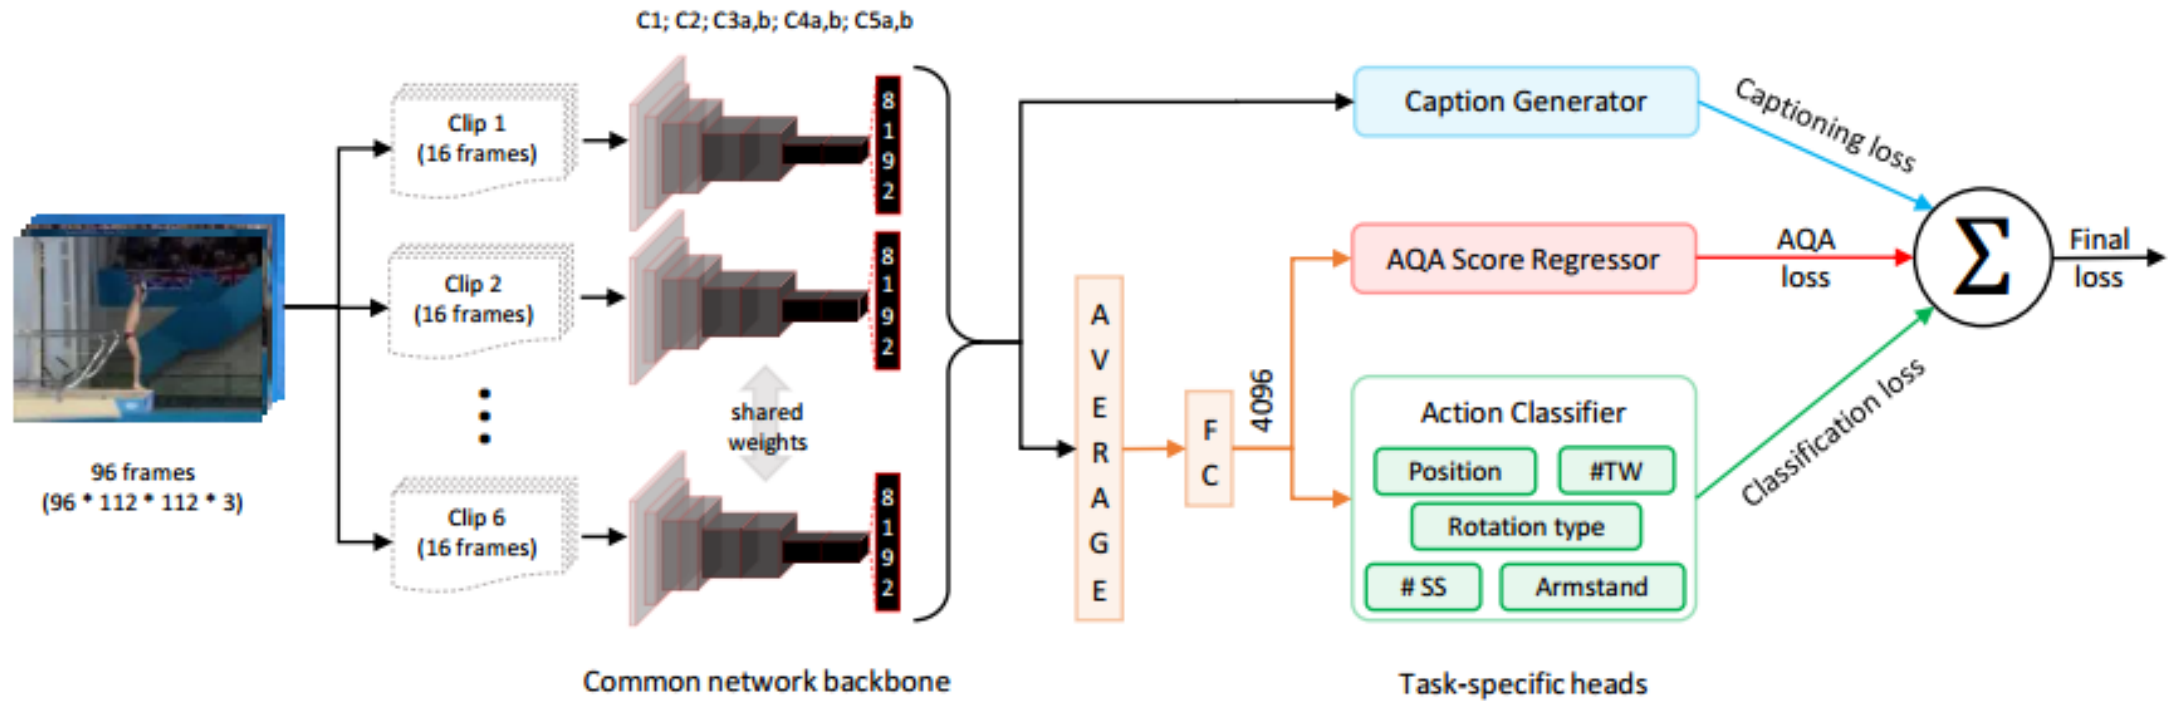 C1; C2; C3a,b; C4a,b; C5a,b
Clip 1
(16 frames)
8
1
9
2
Clip 2
(16 frames)
8
1
9
2
shared
weights
Clip 6
(16 frames)
8
1
9
2
96 frames
(96 * 112 * 112 * 3)
Common network backbone
A
V
E
R
A
G
E
F
C
4096
Caption Generator
AQA Score Regressor
Action Classifier
Position
#TW
Rotation type
# SS
Armstand
Task-specific heads
Captioning loss
AQA
loss
Classification loss
Σ
Final
loss